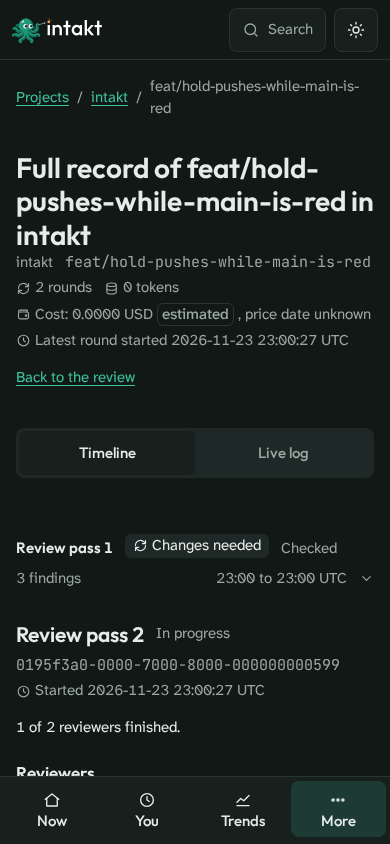 intakt
Search
Projects / intakt / feat/hold-pushes-while-main-is-
red
Full record of feat/hold-
pushes-while-main-is-red in
intakt
intakt feat/hold-pushes-while-main-is-red
2 rounds 0 tokens
Cost: 0.0000 USD estimated , price date unknown
Latest round started 2026-11-23 23:00:27 UTC
Back to the review
Timeline Live log
Review pass 1 Changes needed Checked
3 findings 23:00 to 23:00 UTC
Review pass 2 In progress
0195f3a0-0000-7000-8000-000000000599
Started 2026-11-23 23:00:27 UTC
1 of 2 reviewers finished.
Reviewers
Now You Trends More